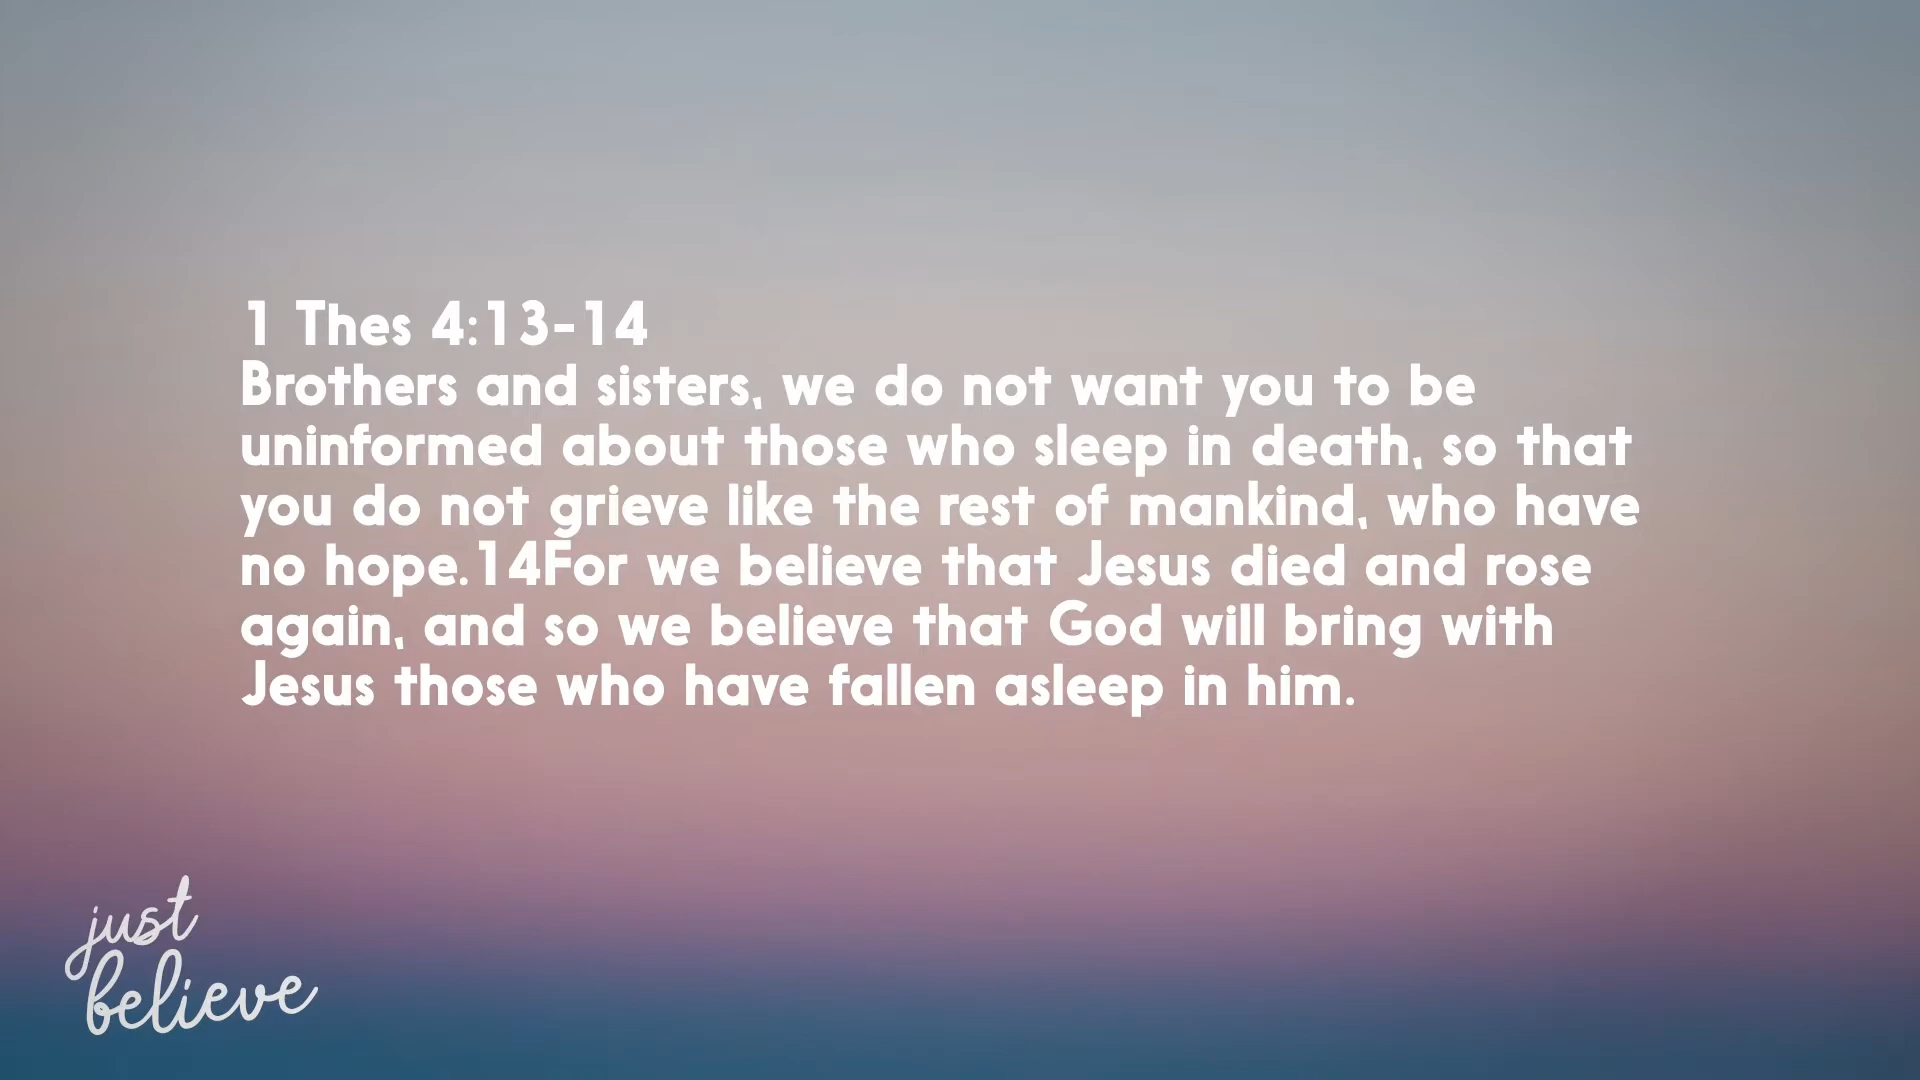 1 Thes 4:13-14
Brothers and sisters, we do not want you to be
uninformed about those who sleep in death, so that
you do not grieve like the rest of mankind, who have
no hope.14For we believe that Jesus died and rose
again, and so we believe that God will bring with
Jesus those who have fallen asleep in him.
just
believe